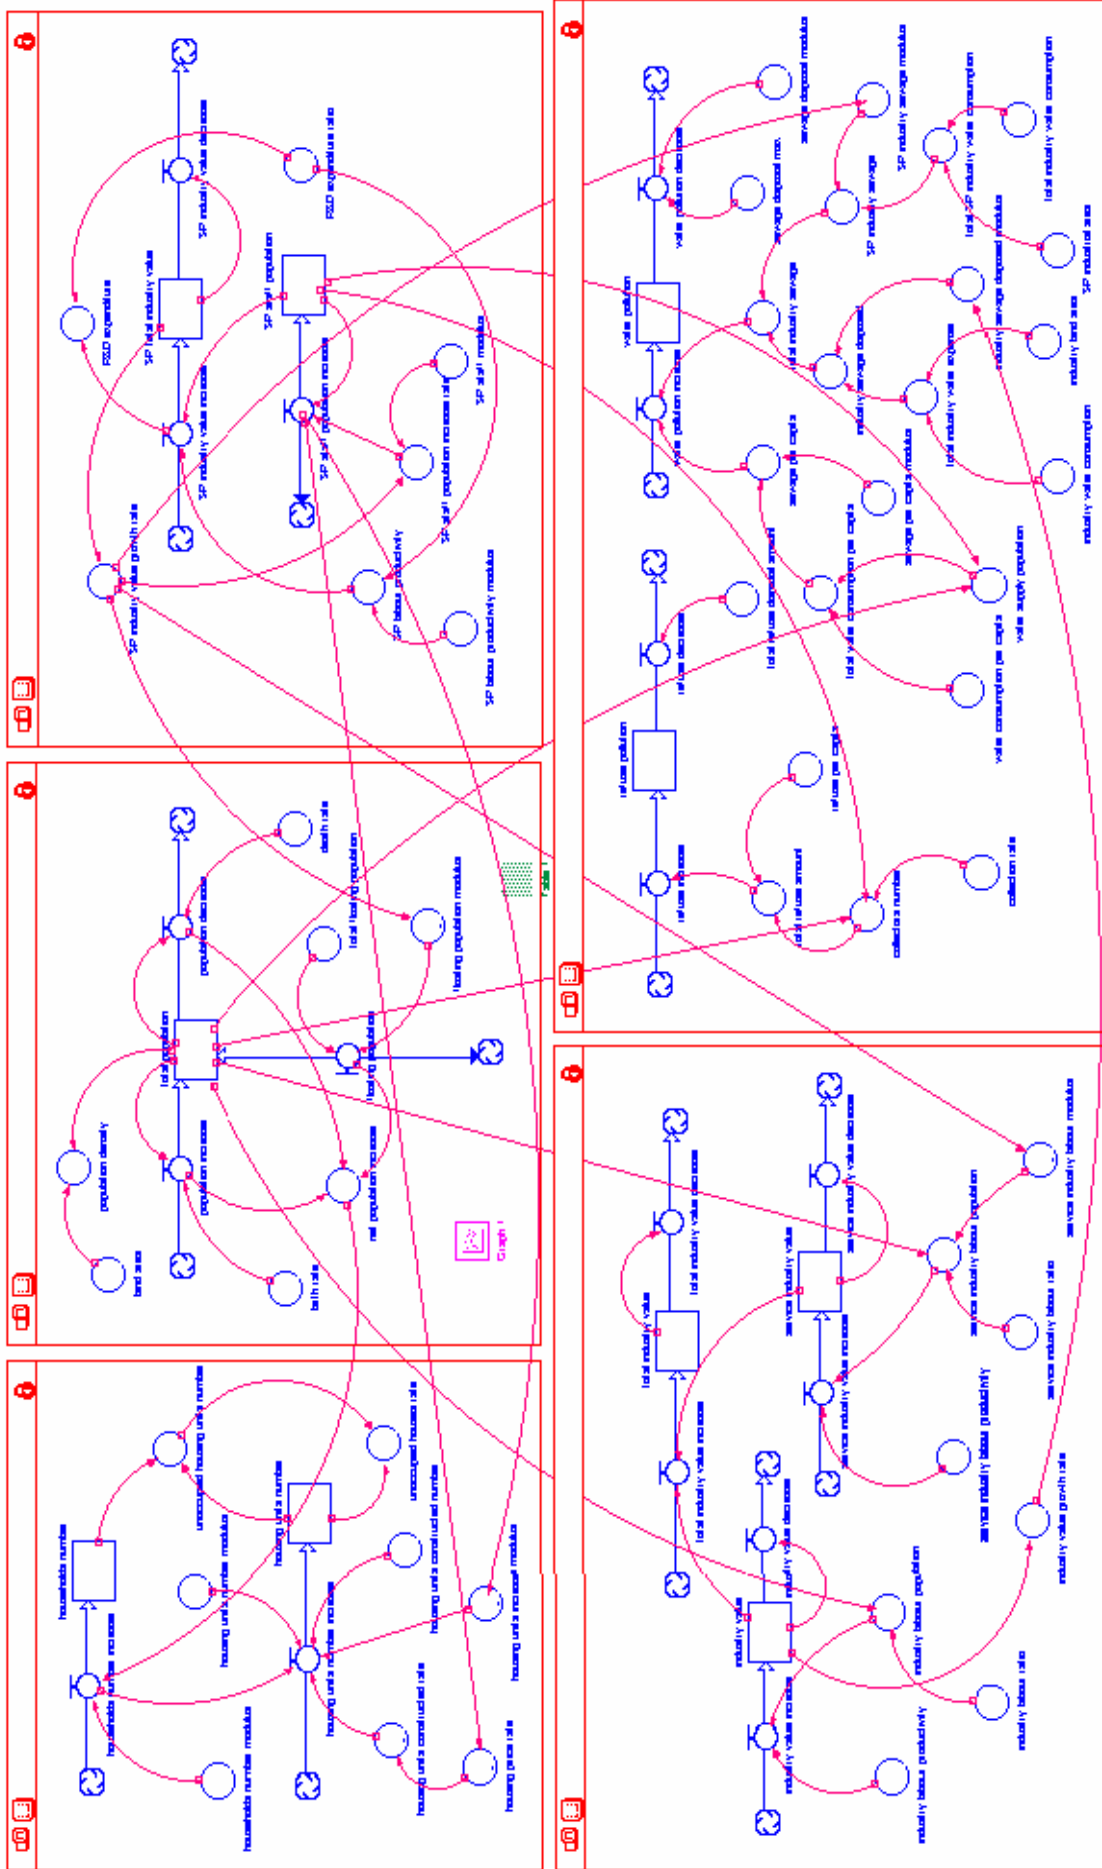 households number
households number increase
households number modulus
unoccupied housing units number
housing units number modulus
housing units number
housing units number increase
unoccupied houses ratio
housing units constructed number
housing units constructed ratio
housing units increase modulus
housing price ratio
population density
land area
total population
population increase
population decrease
birth rate
death rate
net population increase
floating population
total floating population
floating population modulus
Graph 1
Table 1
R&D expenditure
SP total industry value
SP industry value decrease
SP industry value increase
SP industry value growth rate
R&D expenditure ratio
SP staff population
SP staff population increase
SP staff population increase rate
SP staff modulus
SP labour productivity
SP labour productivity modulus
total industry value
total industry value increase
total industry value decrease
industry value
industry value increase
industry value decrease
industry labour productivity
industry labour population
industry labour ratio
industry value growth rate
service industry value
service industry value increase
service industry value decrease
service industry labour productivity
service industry labour population
service industry labour ratio
service industry labour modulus
refuse pollution
refuse increase
refuse decrease
total refuse disposal amount
total refuse amount
refuse per capita
collectors number
collection rate
water pollution
water pollution increase
water pollution decrease
sewage disposal max.
sewage disposal modulus
sewage per capita
sewage per capita modulus
total water consumption per capita
water consumption per capita
water supply population
total industry sewage
industry sewage disposed
industry sewage disposed modulus
total industry water expense
industry water consumption
industry land area
SP industry sewage
SP industry sewage modulus
total SP industry water consumption
total industry water consumption
SP industrial area